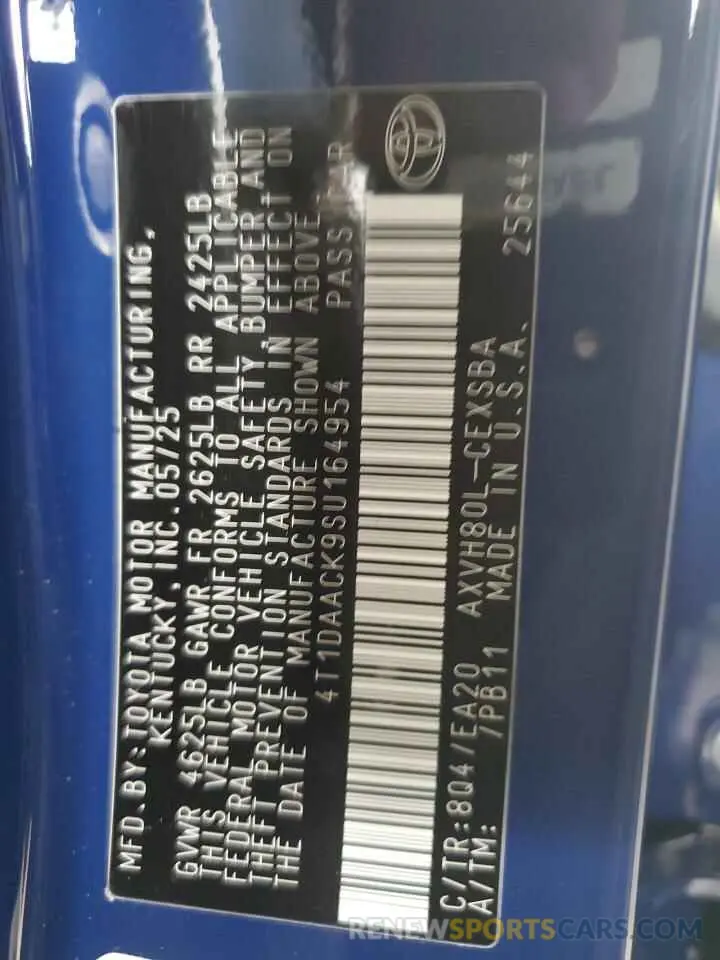 MFD.BY:TOYOTA MOTOR MANUFACTURING,
KENTUCKY, INC.05/25
GVWR 4625LB GAWR FR 2625LB RR 2425LB
THIS VEHICLE CONFORMS TO ALL APPLICABLE
FEDERAL MOTOR VEHICLE SAFETY, BUMPER, AND
THEFT PREVENTION STANDARDS IN EFFECT ON
THE DATE OF MANUFACTURE SHOWN ABOVE
4T1DAACK9SU164954 PASS
C/TR:8Q4/EA20 AXVH80L-CEXSBA 25644
A/TM: /PB11 MADE IN U.S.A.
RENEWSPORTSCARS.COM